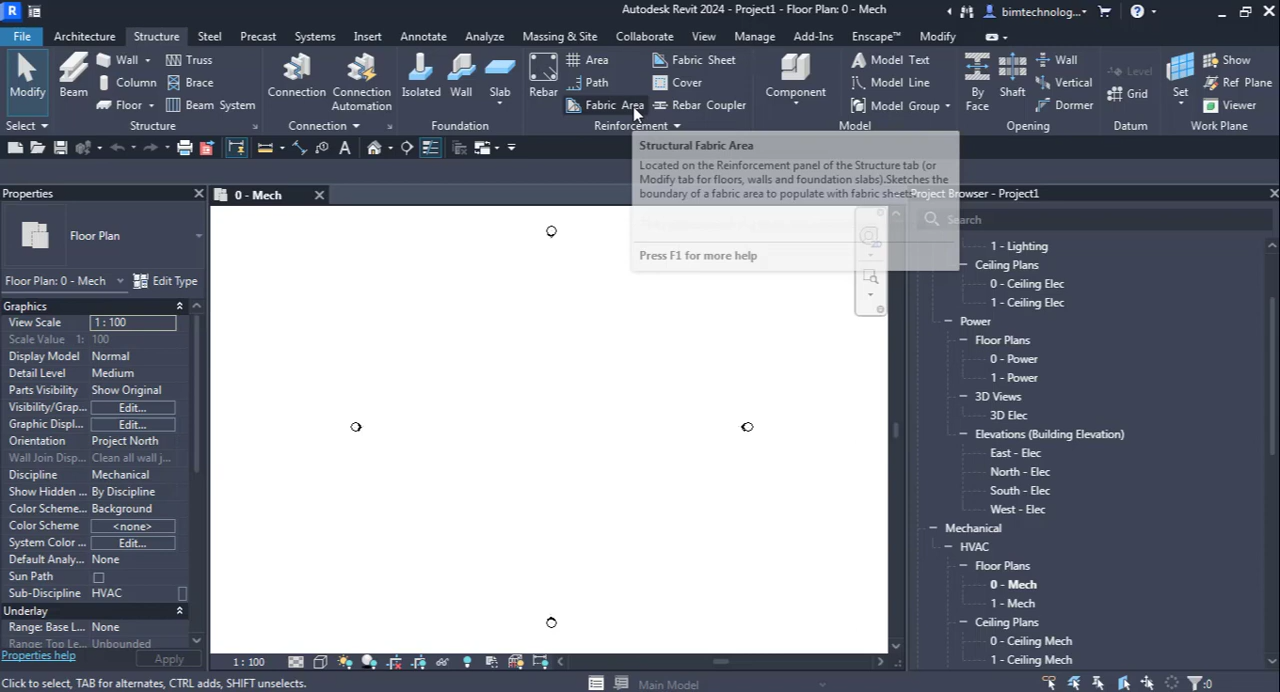 Autodesk Revit 2024 - Project1 - Floor Plan: 0 - Mech
bimtechnolog...
File Architecture Structure Steel Precast Systems Insert Annotate Analyze Massing & Site Collaborate View Manage Add-Ins Enscape™ Modify
Modify
Beam
Wall
Column
Floor
Truss
Brace
Beam System
Connection
Connection
Automation
Isolated
Wall
Slab
Rebar
Area
Path
Fabric Area
Fabric Sheet
Cover
Rebar Coupler
Component
Model Text
Model Line
Model Group
By
Face
Shaft
Wall
Vertical
Dormer
Level
Grid
Set
Show
Ref Plane
Viewer
Select
Structure
Connection
Foundation
Reinforcement
Model
Opening
Datum
Work Plane
Structural Fabric Area
Located on the Reinforcement panel of the Structure tab (or
Modify tab for floors, walls and foundation slabs).Sketches the
boundary of a fabric area to populate with fabric sheets.
Press F1 for more help
Properties
Floor Plan
Floor Plan: 0 - Mech Edit Type
Graphics
View Scale 1 : 100
Scale Value 1: 100
Display Model Normal
Detail Level Medium
Parts Visibility Show Original
Visibility/Grap... Edit...
Graphic Displ... Edit...
Orientation Project North
Wall Join Disp... Clean all wall j...
Discipline Mechanical
Show Hidden ... By Discipline
Color Scheme... Background
Color Scheme <none>
System Color ... Edit...
Default Analy... None
Sun Path
Sub-Discipline HVAC
Underlay
Range: Base L... None
Range: Top Le... Unbounded
Properties help Apply
0 - Mech
Project Browser - Project1
Search
1 - Lighting
Ceiling Plans
0 - Ceiling Elec
1 - Ceiling Elec
Power
Floor Plans
0 - Power
1 - Power
3D Views
3D Elec
Elevations (Building Elevation)
East - Elec
North - Elec
South - Elec
West - Elec
Mechanical
HVAC
Floor Plans
0 - Mech
1 - Mech
Ceiling Plans
0 - Ceiling Mech
1 - Ceiling Mech
1 : 100
Click to select, TAB for alternates, CTRL adds, SHIFT unselects.
Main Model
:0